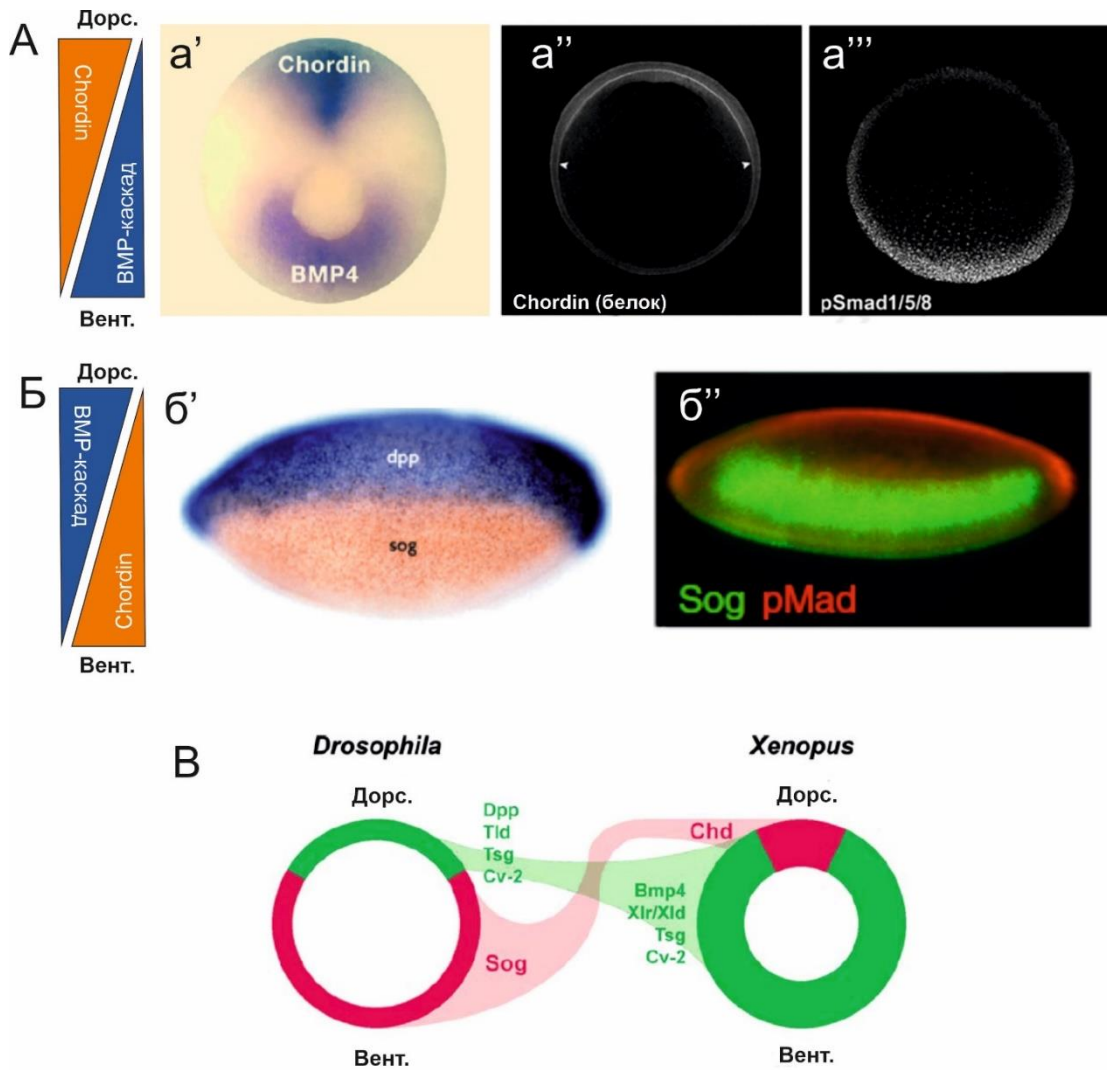 А
Дорс.
Chordin
BMP-каскад
Вент.
а’
Chordin
BMP4
а’’
Chordin (белок)
а’’’
pSmad1/5/8
Б
Дорс.
BMP-каскад
Chordin
Вент.
б’
dpp
sog
б’’
Sog pMad
В
Drosophila
Xenopus
Дорс.
Дорс.
Dpp
Tld
Tsg
Cv-2
Sog
Chd
Bmp4
Xlr/Xld
Tsg
Cv-2
Вент.
Вент.